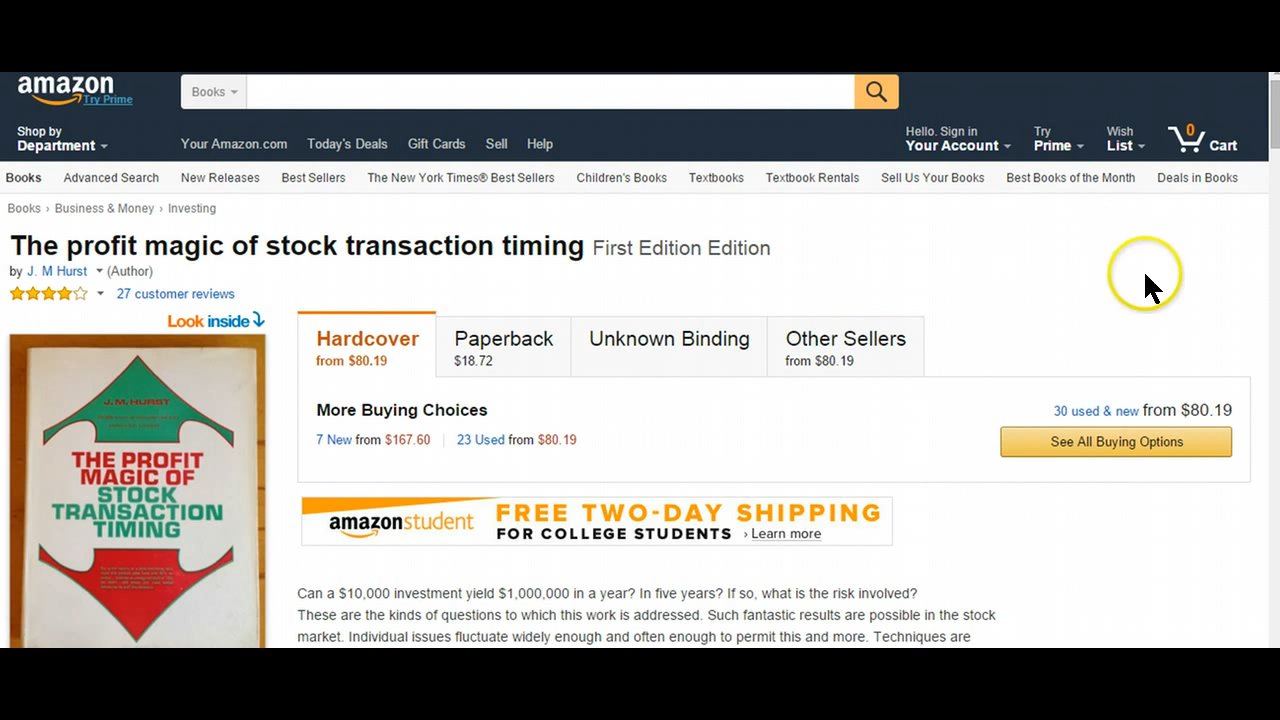 amazon
Try Prime
Books
Shop by
Department
Your Amazon.com Today's Deals Gift Cards Sell Help
Hello. Sign in
Your Account
Try
Prime
Wish
List
0
Cart
Books Advanced Search New Releases Best Sellers The New York Times® Best Sellers Children's Books Textbooks Textbook Rentals Sell Us Your Books Best Books of the Month Deals in Books
Books › Business & Money › Investing
The profit magic of stock transaction timing First Edition Edition
by J. M Hurst (Author)
27 customer reviews
Look inside
J. M. HURST
THE PROFIT
MAGIC OF
STOCK
TRANSACTION
TIMING
Hardcover
from $80.19
Paperback
$18.72
Unknown Binding
Other Sellers
from $80.19
More Buying Choices
7 New from $167.60 | 23 Used from $80.19
30 used & new from $80.19
See All Buying Options
amazonstudent
FREE TWO-DAY SHIPPING
FOR COLLEGE STUDENTS › Learn more
Can a $10,000 investment yield $1,000,000 in a year? In five years? If so, what is the risk involved?
These are the kinds of questions to which this work is addressed. Such fantastic results are possible in the stock
market. Individual issues fluctuate widely enough and often enough to permit this and more. Techniques are